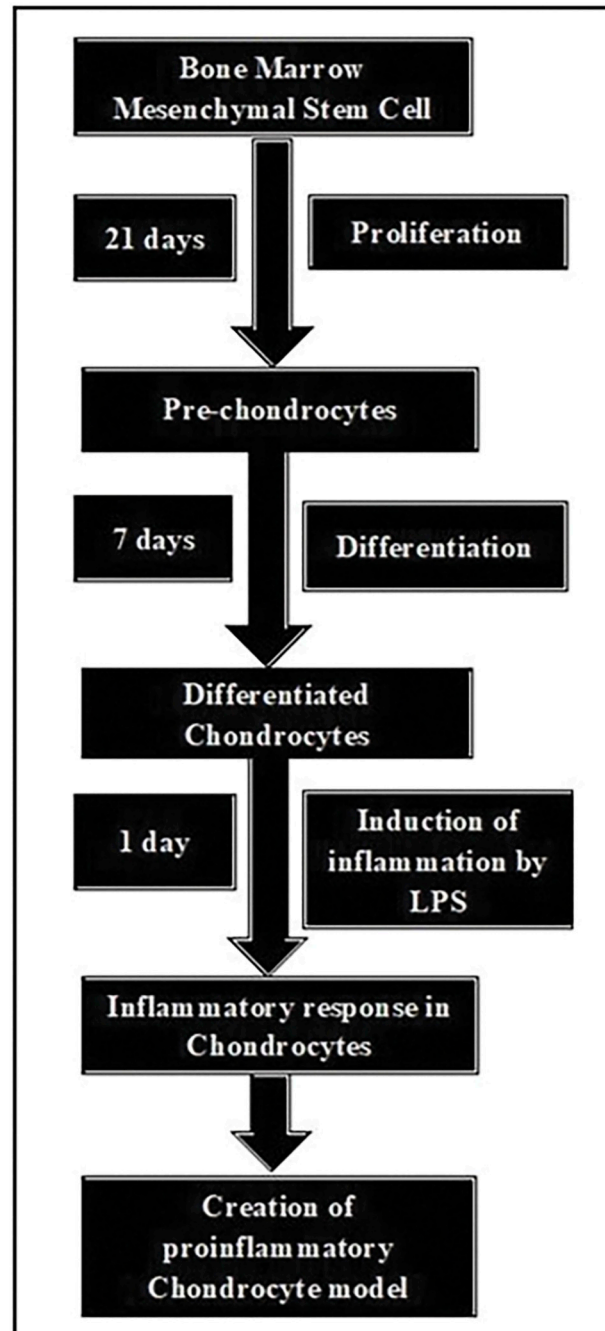 Bone Marrow
Mesenchymal Stem Cell
21 days
Proliferation
Pre-chondrocytes
7 days
Differentiation
Differentiated
Chondrocytes
1 day
Induction of
inflammation by
LPS
Inflammatory response in
Chondrocytes
Creation of
proinflammatory
Chondrocyte model